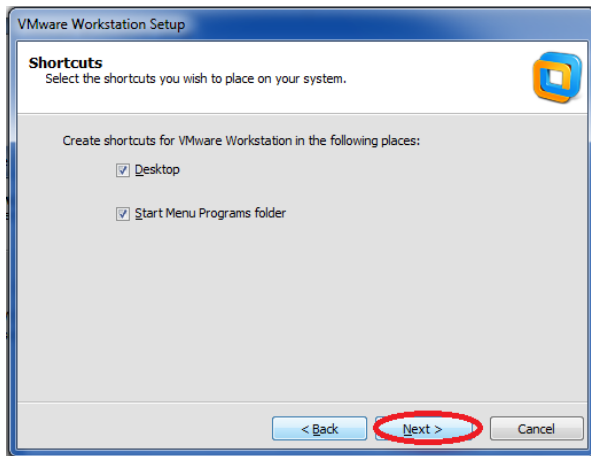 VMware Workstation Setup
Shortcuts
Select the shortcuts you wish to place on your system.
Create shortcuts for VMware Workstation in the following places:
Desktop
Start Menu Programs folder
< Back
Next >
Cancel